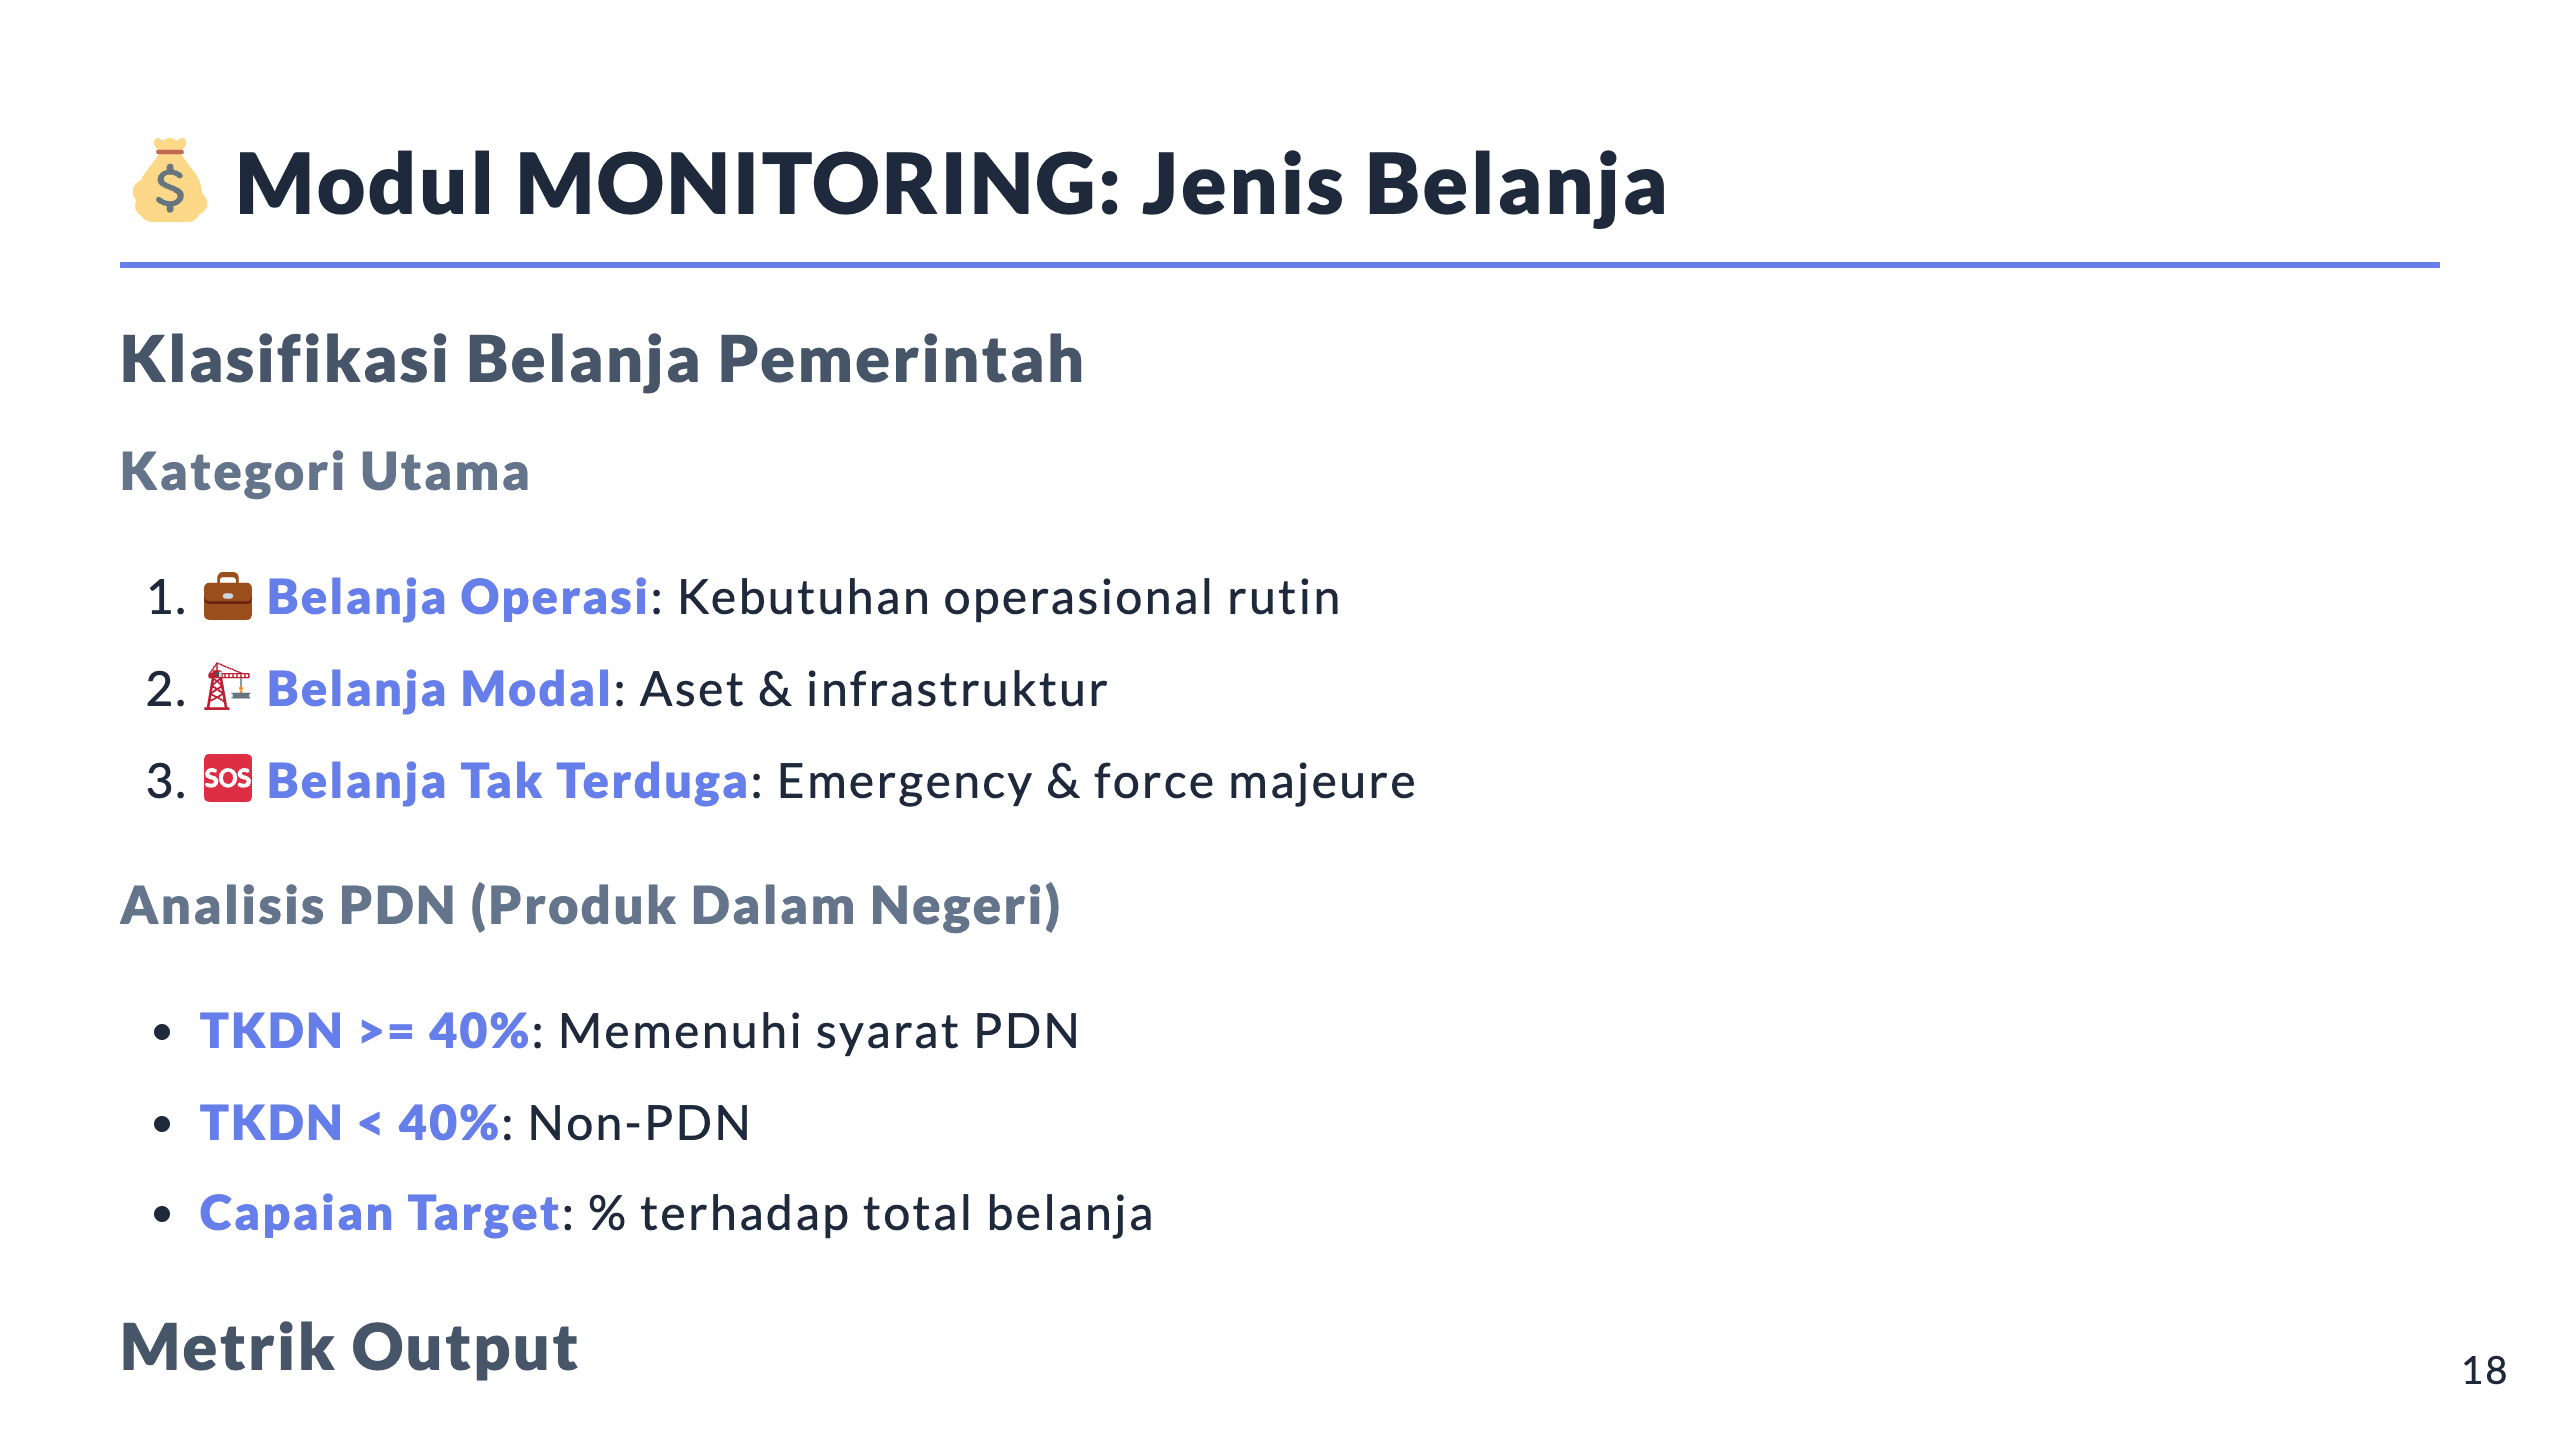 Modul MONITORING: Jenis Belanja
Klasifikasi Belanja Pemerintah
Kategori Utama
1. Belanja Operasi: Kebutuhan operasional rutin
2. Belanja Modal: Aset & infrastruktur
3. SOS Belanja Tak Terduga: Emergency & force majeure
Analisis PDN (Produk Dalam Negeri)
• TKDN >= 40%: Memenuhi syarat PDN
• TKDN < 40%: Non-PDN
• Capaian Target: % terhadap total belanja
Metrik Output
18